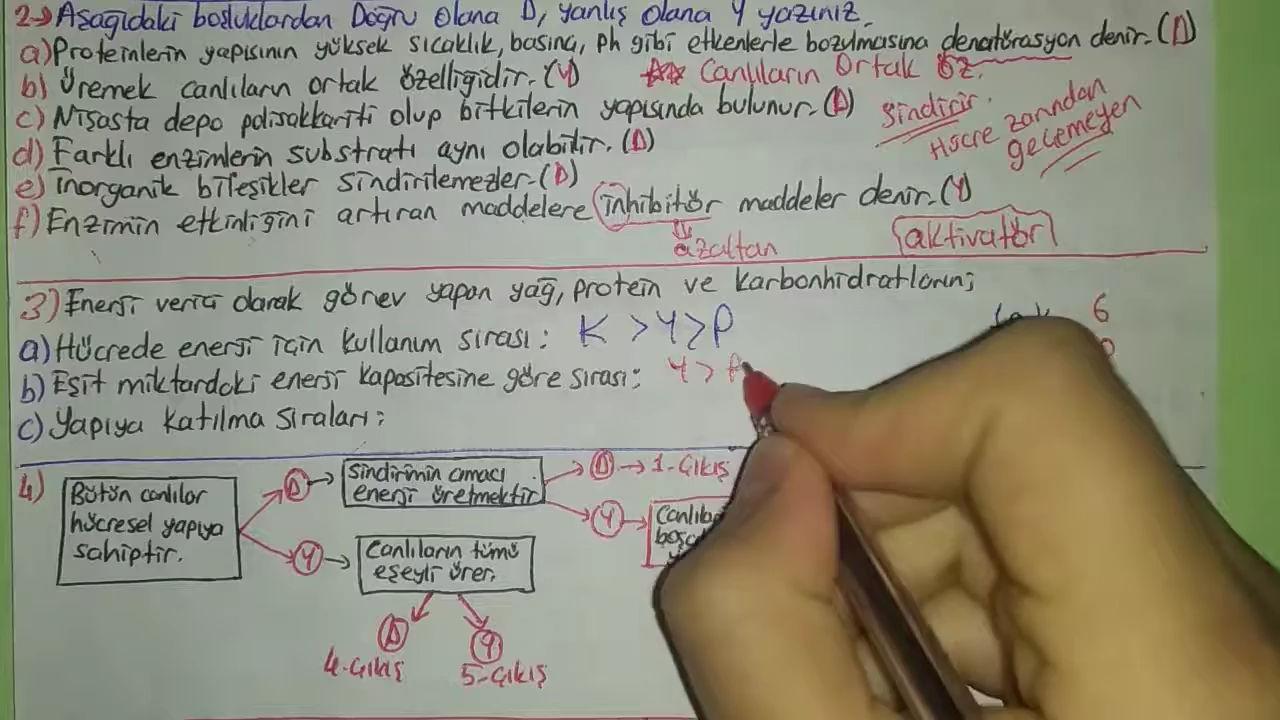 2→ Aşağıdaki boşluklardan Doğru olana D, yanlış olana Y yazınız.
a) Proteinlerin yapısının yüksek sıcaklık, basınç, ph gibi etkenlerle bozulmasına denatürasyon denir. (D)
b) Üremek canlıların ortak özelliğidir. (Y) Canlıların Ortak öz.
c) Nişasta depo polisakkariti olup bitkilerin yapısında bulunur. (D) Sindirir.
Hücre zarından
geçemeyen
d) Farklı enzimlerin substratı aynı olabilir. (D)
e) İnorganik bileşikler sindirilemezler. (D)
f) Enzimin etkinliğini artıran maddelere inhibitör maddeler denir. (Y)
azaltan
aktivatör
3) Enerji verici olarak görev yapan yağ, protein ve karbonhidratların;
a) Hücrede enerji için kullanım sırası: K > Y > P
b) Eşit miktardaki enerji kapasitesine göre sırası: Y >
c) Yapıya katılma sıraları:
6
4)
Bütün canlılar
hücresel yapıya
sahiptir.
D
Y
Sindirimin amacı
enerji üretmektir
D → 1-Çıkış
Y
Canlıların tümü
eşeyli ürer.
D
4-Çıkış
Y
5-Çıkış